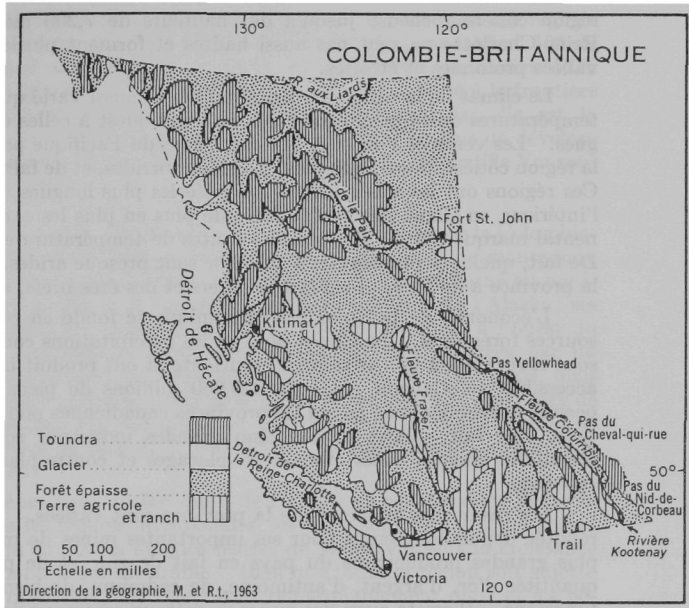 130°
120°
COLOMBIE-BRITANNIQUE
R. aux Liards
R. de la Paix
Fort St. John
Détroit de Hécate
Kitimat
Pas Yellowhead
Fleuve Fraser
Fleuve Columbia
Pas du
Cheval-qui-rue
Toundra
Glacier
Forêt épaisse
Terre agricole
et ranch
Détroit de
la Reine-Charlotte
50°
50°
Pas du
Nid-de-
Corbeau
Rivière
Kootenay
0 50 100 150 200
Échelle en milles
Vancouver
Trail
Victoria
120°
Direction de la géographie, M. et R.t., 1963